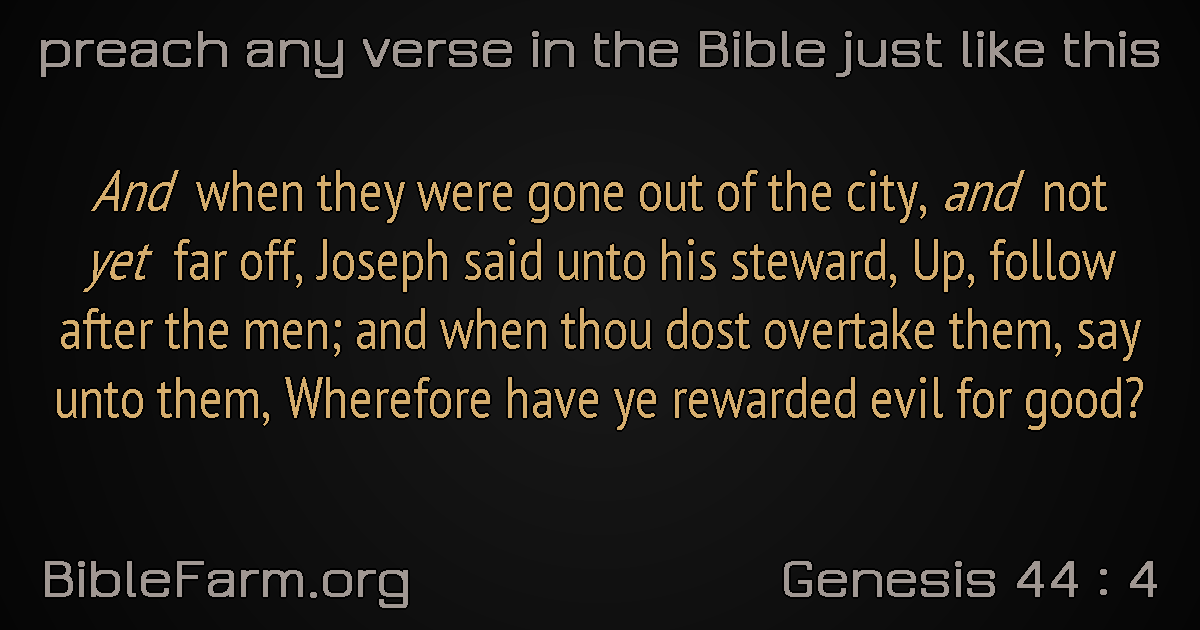 preach any verse in the Bible just like this
And when they were gone out of the city, and not
yet far off, Joseph said unto his steward, Up, follow
after the men; and when thou dost overtake them, say
unto them, Wherefore have ye rewarded evil for good?
BibleFarm.org
Genesis 44 : 4